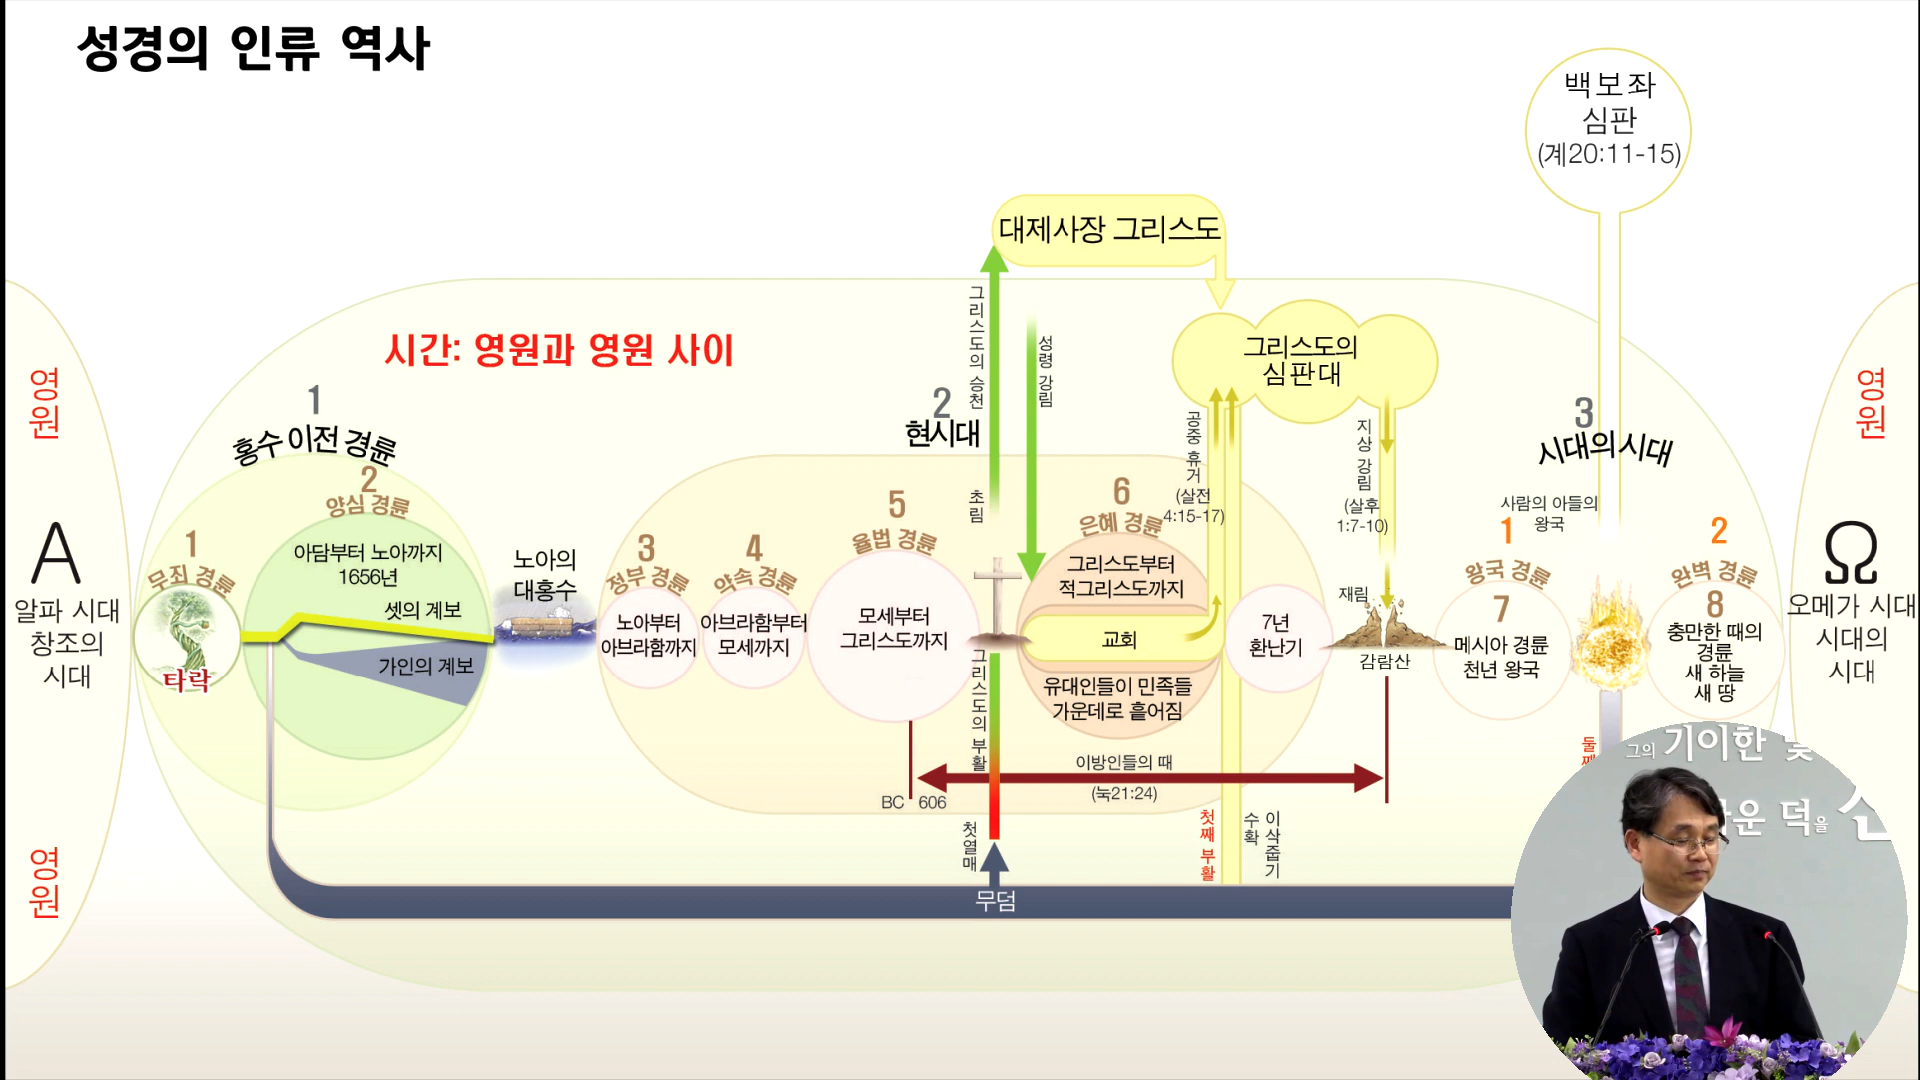 성경의 인류 역사
백보좌
심판
(계20:11-15)
대제사장 그리스도
시간: 영원과 영원 사이
그리스도의 승천
성령 강림
그리스도의
심판대
영원
영원
1
홍수 이전 경륜
2
현시대
3
시대의 시대
공중 휴거
(살전
4:15-17)
지상 강림
(살후
1:7-10)
초림
사람의 아들의
왕국
A
알파 시대
창조의
시대
1
무죄 경륜
타락
2
양심 경륜
아담부터 노아까지
1656년
셋의 계보
가인의 계보
노아의
대홍수
3
정부 경륜
노아부터
아브라함까지
4
약속 경륜
아브라함부터
모세까지
5
율법 경륜
모세부터
그리스도까지
6
은혜 경륜
그리스도부터
적그리스도까지
교회
유대인들이 민족들
가운데로 흩어짐
7년
환난기
재림
감람산
1
왕국 경륜
7
메시아 경륜
천년 왕국
2
완벽 경륜
8
충만한 때의
경륜
새 하늘
새 땅
Ω
오메가 시대
시대의
시대
그리스도의 부활
이방인들의 때
(눅21:24)
BC 606
첫열매
첫째 부활
수확
이삭줍기
둘째
무덤
영원
그의 기이한
운 덕을